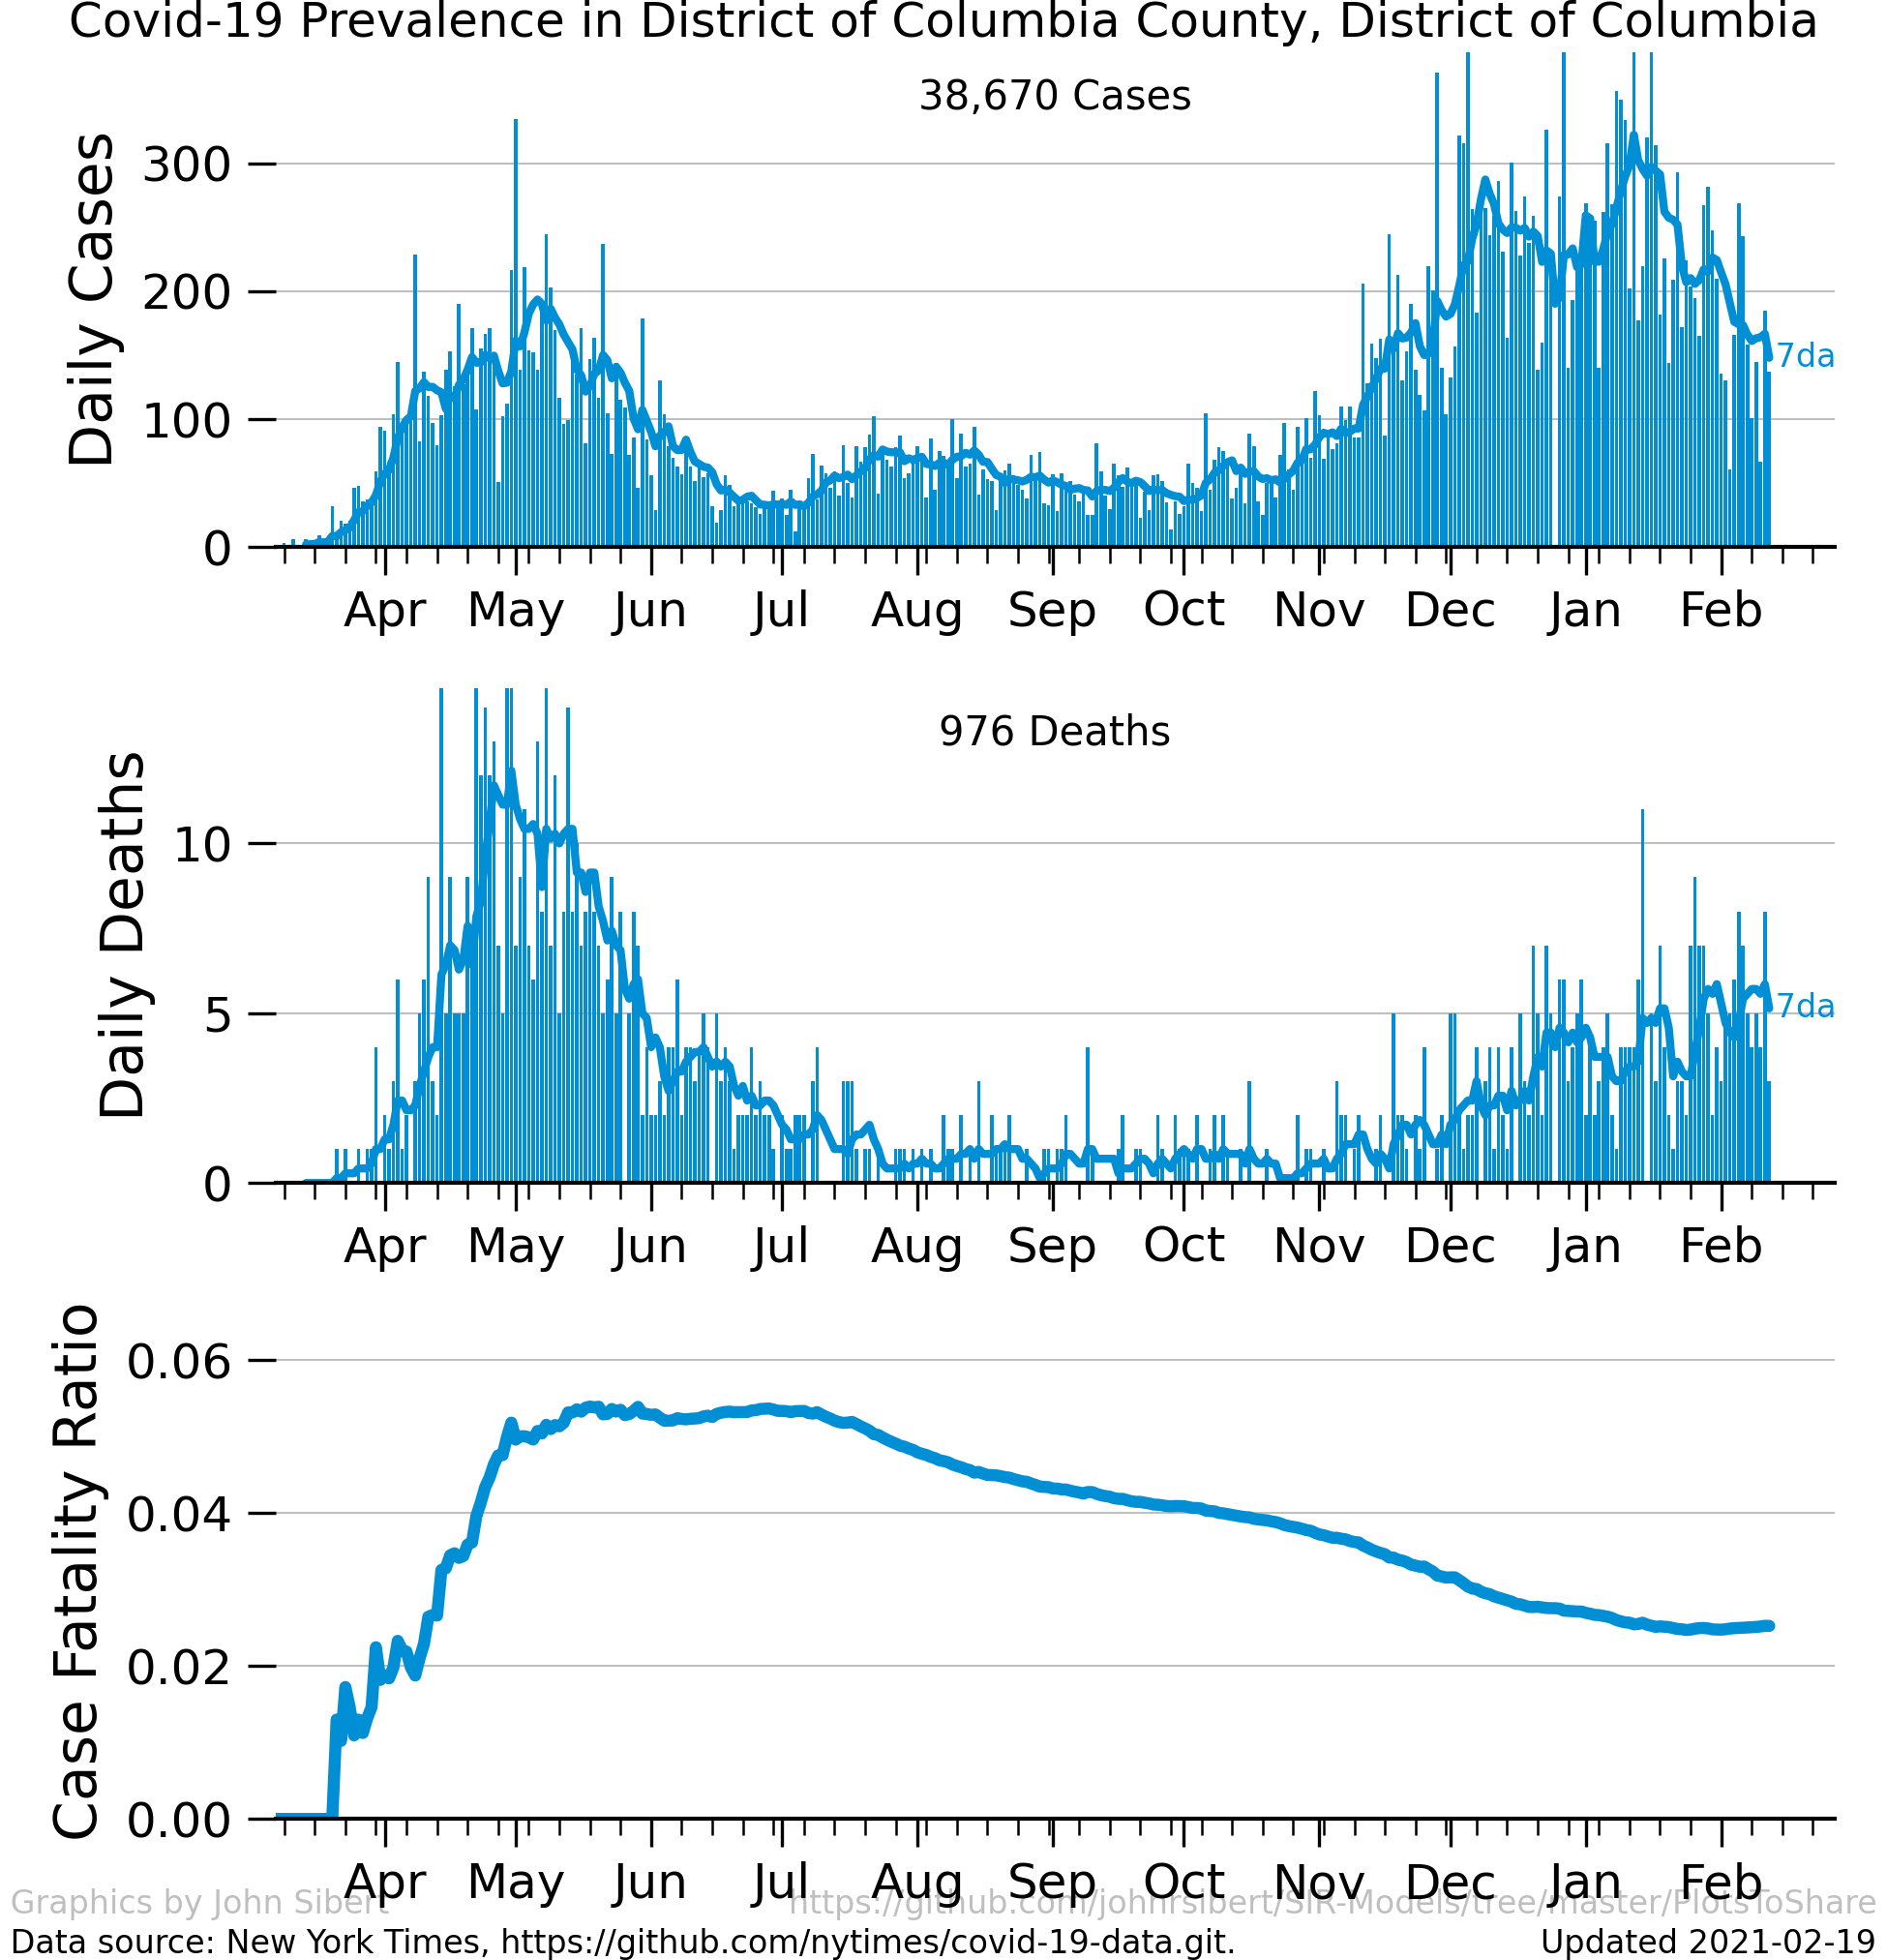 Covid-19 Prevalence in District of Columbia County, District of Columbia
38,670 Cases
Daily Cases
300
200
100
0
7da
Apr May Jun Jul Aug Sep Oct Nov Dec Jan Feb
976 Deaths
Daily Deaths
10
5
0
7da
Apr May Jun Jul Aug Sep Oct Nov Dec Jan Feb
Case Fatality Ratio
0.06
0.04
0.02
0.00
Apr May Jun Jul Aug Sep Oct Nov Dec Jan Feb
Graphics by John Sibert https://github.com/johnrsibert/SIR-Models/tree/master/PlotsToShare
Data source: New York Times, https://github.com/nytimes/covid-19-data.git. Updated 2021-02-19